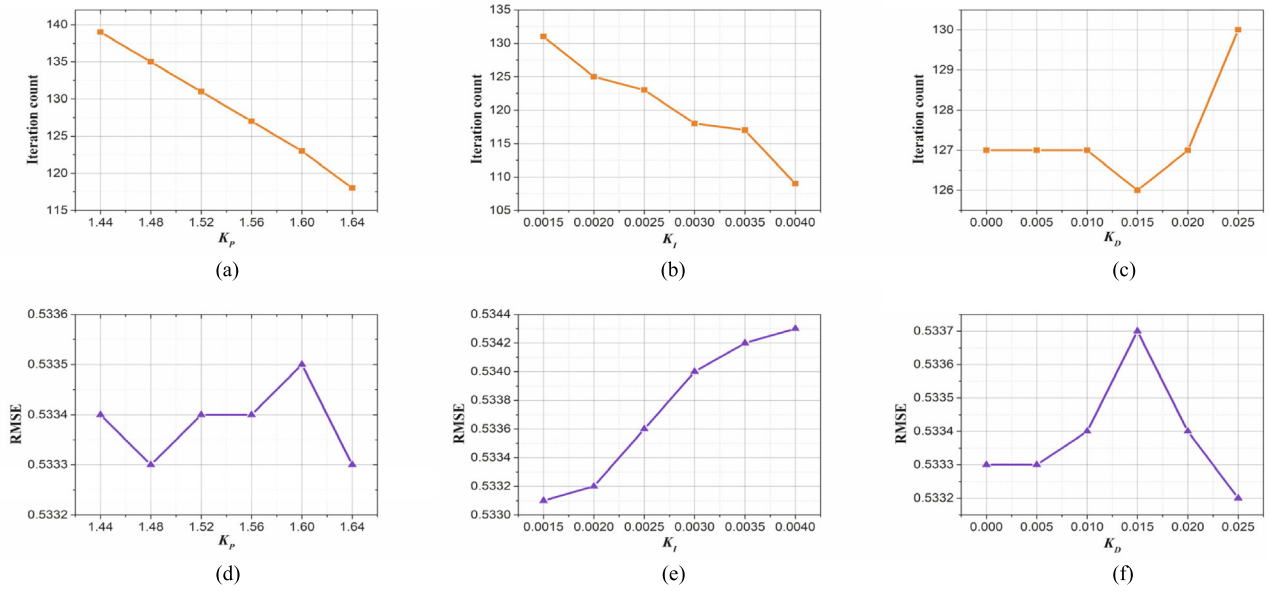 140
135
130
125
120
115
Iteration count
1.44 1.48 1.52 1.56 1.60 1.64
K_P
(a)
135
130
125
120
115
110
105
Iteration count
0.0015 0.0020 0.0025 0.0030 0.0035 0.0040
K_I
(b)
130
129
128
127
126
Iteration count
0.000 0.005 0.010 0.015 0.020 0.025
K_D
(c)
0.5336
0.5335
0.5334
0.5333
0.5332
RMSE
1.44 1.48 1.52 1.56 1.60 1.64
K_P
(d)
0.5344
0.5342
0.5340
0.5338
0.5336
0.5334
0.5332
0.5330
RMSE
0.0015 0.0020 0.0025 0.0030 0.0035 0.0040
K_I
(e)
0.5337
0.5336
0.5335
0.5334
0.5333
0.5332
RMSE
0.000 0.005 0.010 0.015 0.020 0.025
K_D
(f)